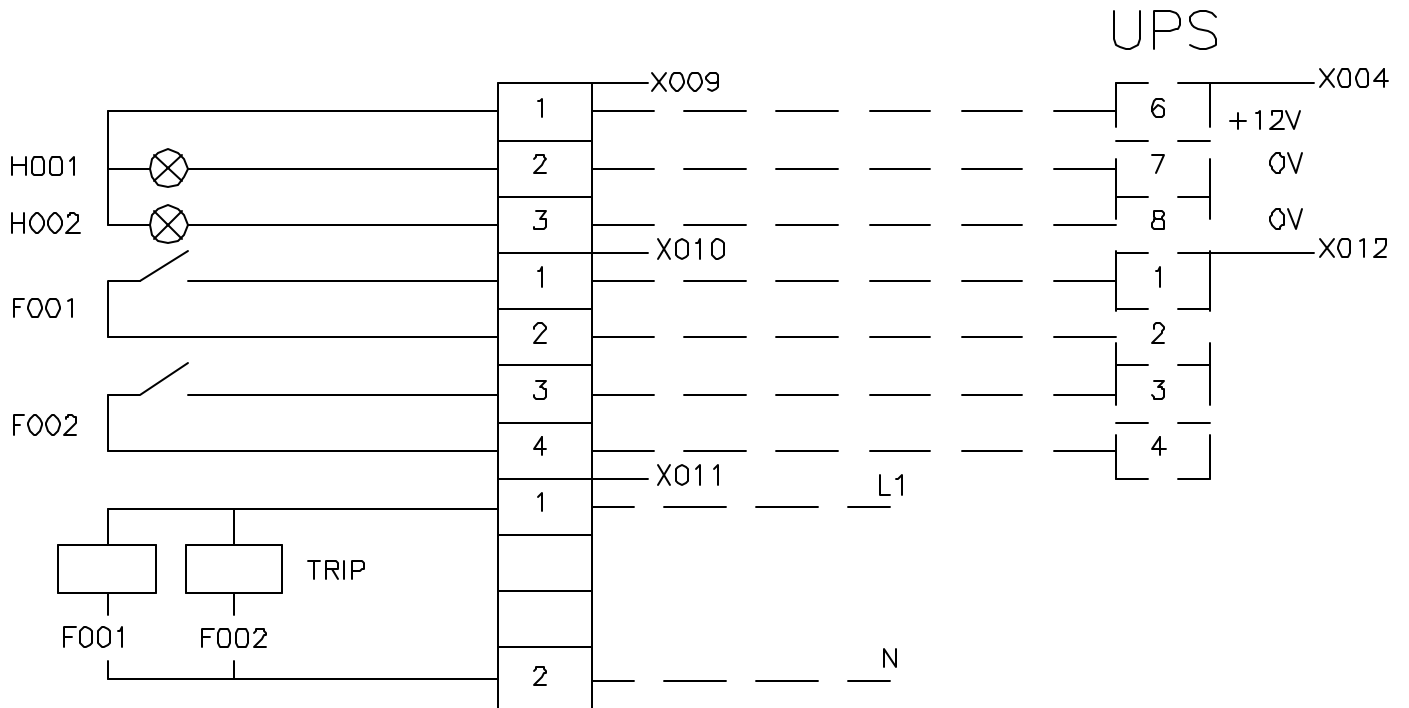 UPS
X009 X004
1 6 +12V
H001 2 7 0V
H002 3 8 0V
X010 X012
1 1
F001
2 2
3 3
F002
4 4
X011 L1
1
TRIP
F001 F002
2 N